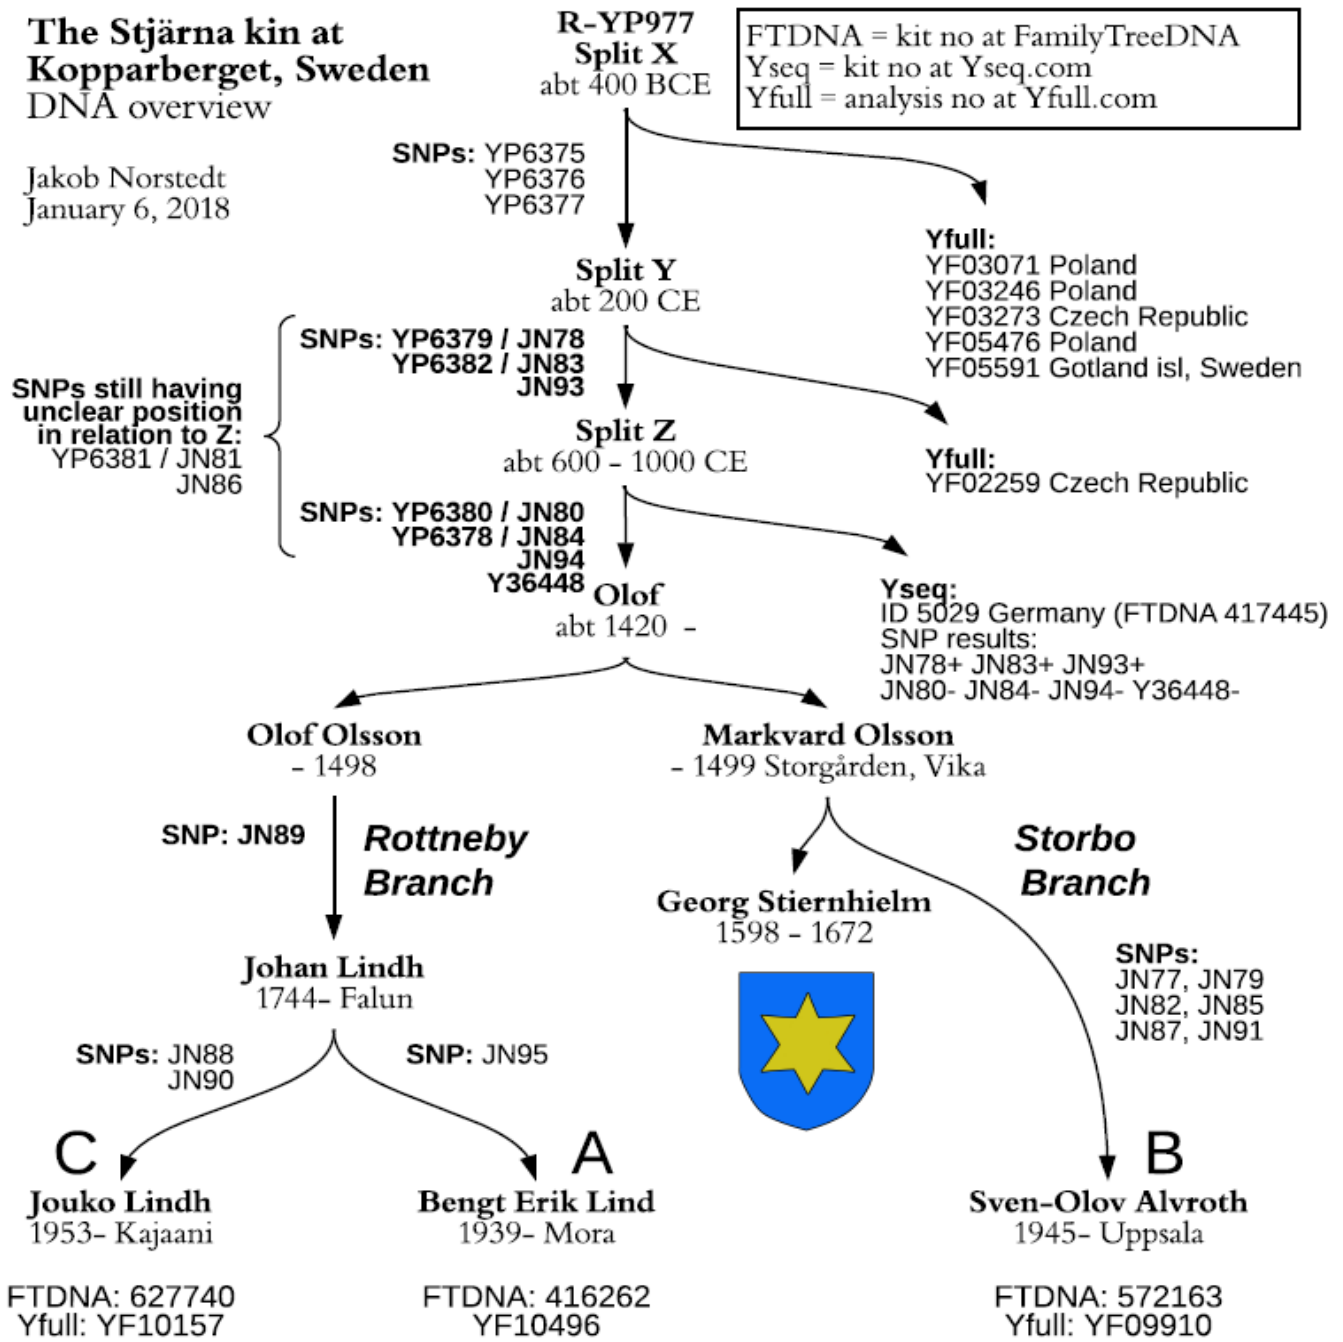 The Stjärna kin at
Kopparberget, Sweden
DNA overview
Jakob Norstedt
January 6, 2018
R-YP977
Split X
abt 400 BCE
FTDNA = kit no at FamilyTreeDNA
Yseq = kit no at Yseq.com
Yfull = analysis no at Yfull.com
SNPs: YP6375
YP6376
YP6377
Yfull:
YF03071 Poland
YF03246 Poland
YF03273 Czech Republic
YF05476 Poland
YF05591 Gotland isl, Sweden
Split Y
abt 200 CE
SNPs: YP6379 / JN78
YP6382 / JN83
JN93
SNPs still having
unclear position
in relation to Z:
YP6381 / JN81
JN86
Split Z
abt 600 - 1000 CE
Yfull:
YF02259 Czech Republic
SNPs: YP6380 / JN80
YP6378 / JN84
JN94
Y36448
Olof
abt 1420 -
Yseq:
ID 5029 Germany (FTDNA 417445)
SNP results:
JN78+ JN83+ JN93+
JN80- JN84- JN94- Y36448-
Olof Olsson
- 1498
Markvard Olsson
- 1499 Storgården, Vika
SNP: JN89
Rottneby
Branch
Storbo
Branch
Georg Stiernhielm
1598 - 1672
Johan Lindh
1744- Falun
SNPs:
JN77, JN79
JN82, JN85
JN87, JN91
SNPs: JN88
JN90
SNP: JN95
C
Jouko Lindh
1953- Kajaani
FTDNA: 627740
Yfull: YF10157
A
Bengt Erik Lind
1939- Mora
FTDNA: 416262
YF10496
B
Sven-Olov Alvroth
1945- Uppsala
FTDNA: 572163
Yfull: YF09910